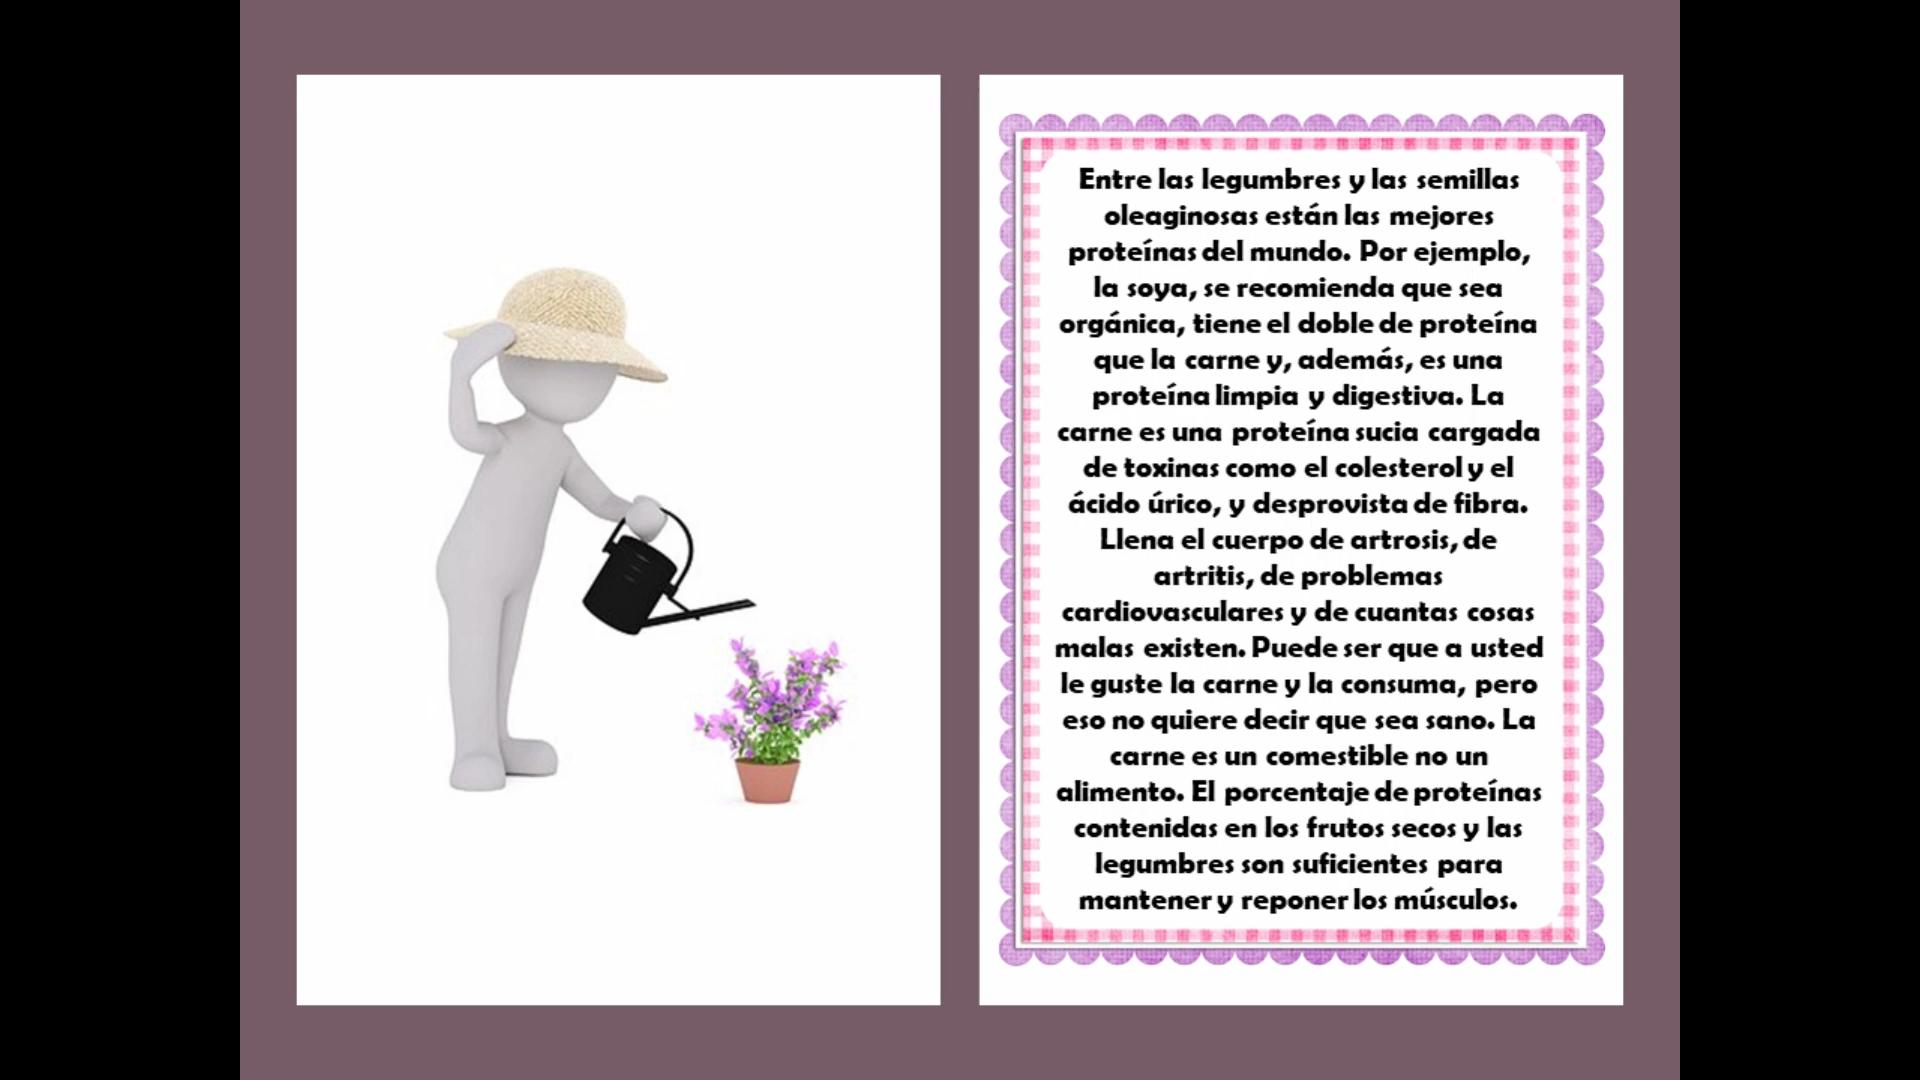 Entre las legumbres y las semillas
oleaginosas están las mejores
proteínas del mundo. Por ejemplo,
la soya, se recomienda que sea
orgánica, tiene el doble de proteína
que la carne y, además, es una
proteína limpia y digestiva. La
carne es una proteína sucia cargada
de toxinas como el colesterol y el
ácido úrico, y desprovista de fibra.
Llena el cuerpo de artrosis, de
artritis, de problemas
cardiovasculares y de cuantas cosas
malas existen. Puede ser que a usted
le guste la carne y la consuma, pero
eso no quiere decir que sea sano. La
carne es un comestible no un
alimento. El porcentaje de proteínas
contenidas en los frutos secos y las
legumbres son suficientes para
mantener y reponer los músculos.